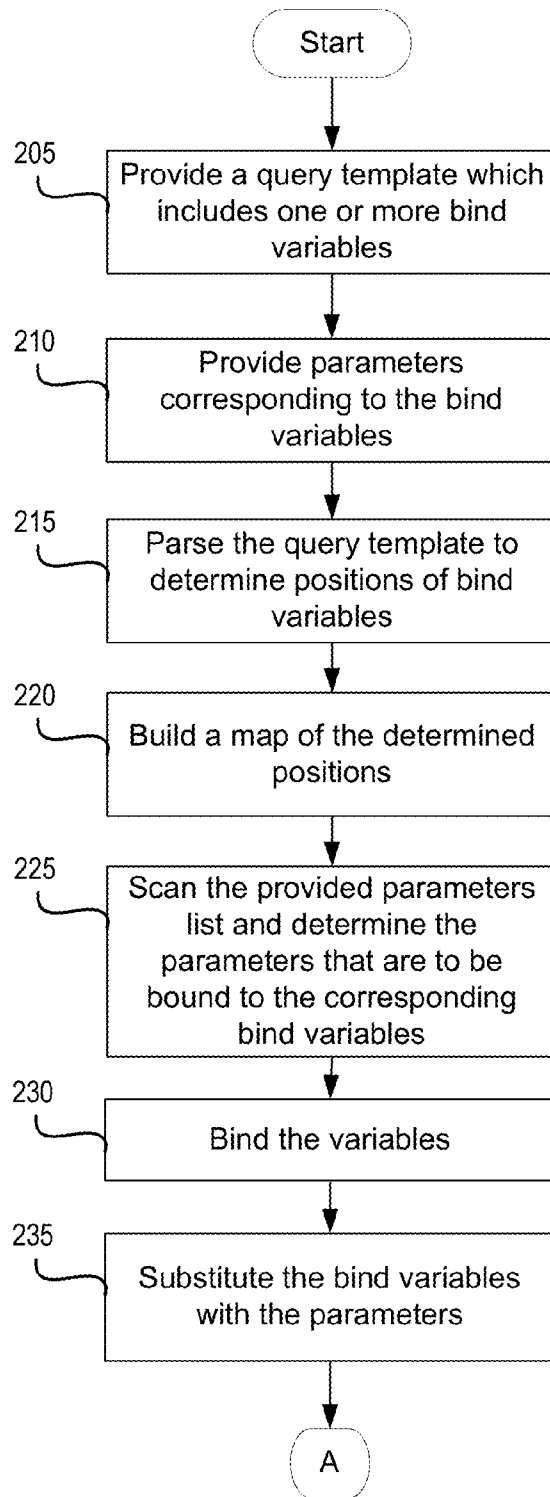 Start
205
Provide a query template which
includes one or more bind
variables
210
Provide parameters
corresponding to the bind
variables
215
Parse the query template to
determine positions of bind
variables
220
Build a map of the determined
positions
225
Scan the provided parameters
list and determine the
parameters that are to be
bound to the corresponding
bind variables
230
Bind the variables
235
Substitute the bind variables
with the parameters
A